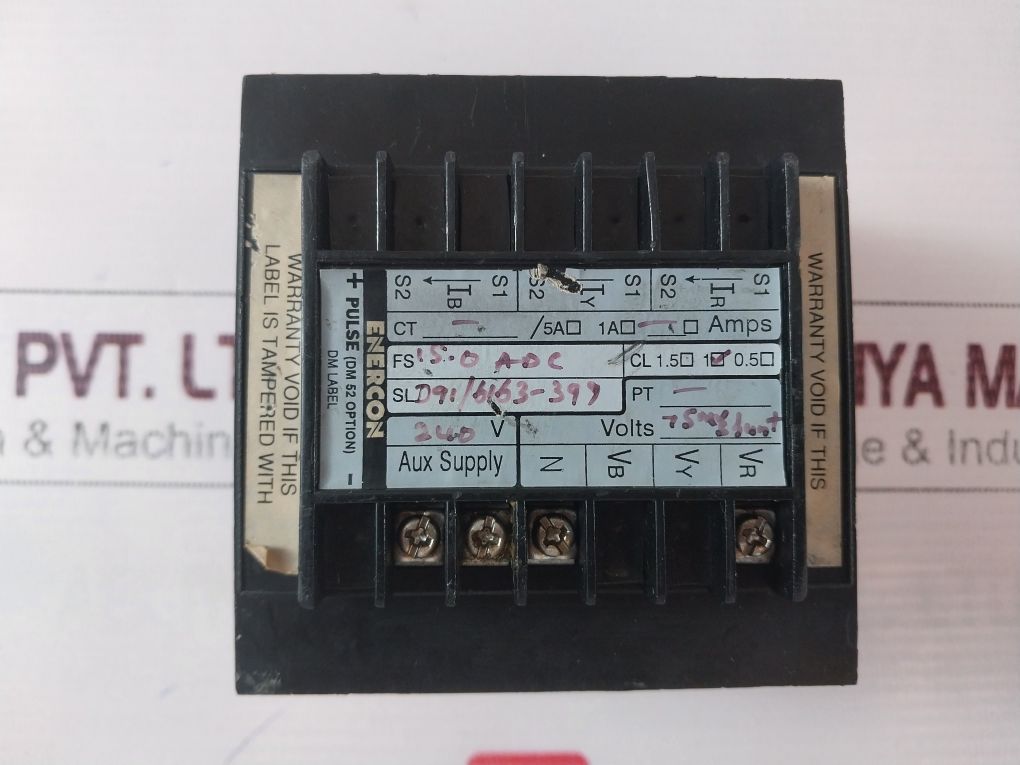 S2 IB S1 S2 IY S1 S2 IR S1
CT — /5A 1A — Amps
FS 15.0 ADC
CL 1.5 1 0.5
SL D91/6163-399
PT —
240 V
Volts 75
Aux Supply N VB VY VR
+ PULSE (DM 52 OPTION) -
DM LABEL
ENERCON
WARRANTY VOID IF THIS
LABEL IS TAMPERED WITH
WARRANTY VOID IF THIS
PVT. LT
& Machin
YA MA
e & Indu